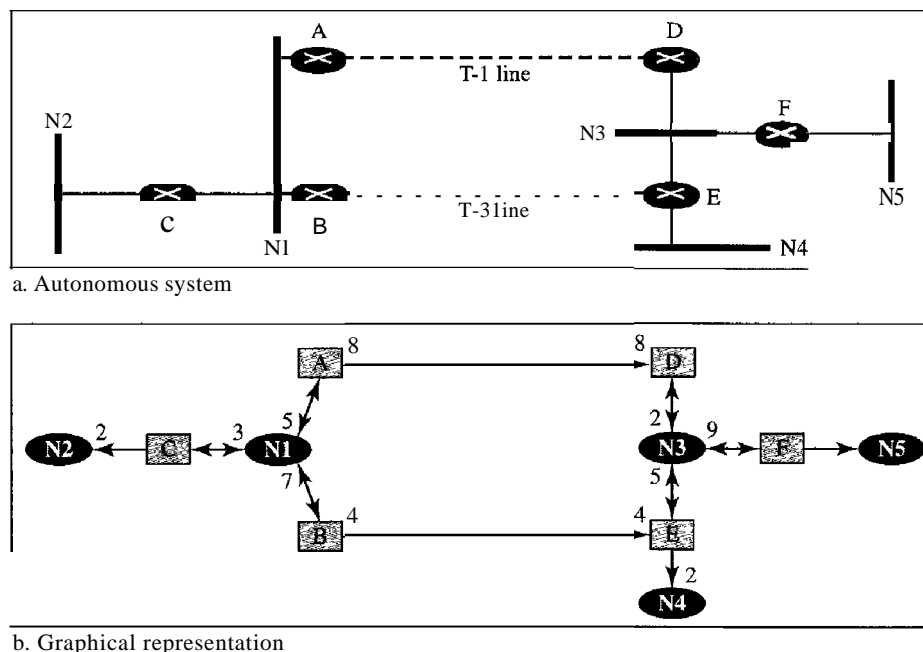 A
D
T-1 line
F
N2
N3
C
B
T-31ine
E
N5
N1
N4
a. Autonomous system
A
8
8
D
5
2
N2
2
C
3
N1
N3
9
F
N5
7
5
B
4
4
E
2
N4
b. Graphical representation